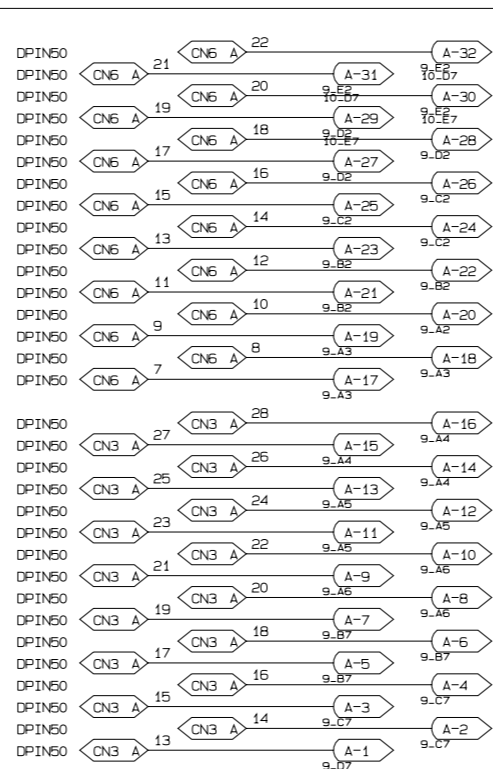 DPIN50 CN6 A 22 A-32
9_E2
10_D7
DPIN50 CN6 A 21 A-31
9_E2
10_D7
DPIN50 CN6 A 20 A-30
9_E2
10_E7
DPIN50 CN6 A 19 A-29
9_D2
10_E7
DPIN50 CN6 A 18 A-28
9_D2
DPIN50 CN6 A 17 A-27
9_D2
DPIN50 CN6 A 16 A-26
9_C2
DPIN50 CN6 A 15 A-25
9_C2
DPIN50 CN6 A 14 A-24
9_C2
DPIN50 CN6 A 13 A-23
9_B2
DPIN50 CN6 A 12 A-22
9_B2
DPIN50 CN6 A 11 A-21
9_B2
DPIN50 CN6 A 10 A-20
9_A2
DPIN50 CN6 A 9 A-19
9_A3
DPIN50 CN6 A 8 A-18
9_A3
DPIN50 CN6 A 7 A-17
9_A3
DPIN50 CN3 A 28 A-16
9_A4
DPIN50 CN3 A 27 A-15
9_A4
DPIN50 CN3 A 26 A-14
9_A4
DPIN50 CN3 A 25 A-13
9_A5
DPIN50 CN3 A 24 A-12
9_A5
DPIN50 CN3 A 23 A-11
9_A5
DPIN50 CN3 A 22 A-10
9_A6
DPIN50 CN3 A 21 A-9
9_A6
DPIN50 CN3 A 20 A-8
9_A6
DPIN50 CN3 A 19 A-7
9_B7
DPIN50 CN3 A 18 A-6
9_B7
DPIN50 CN3 A 17 A-5
9_B7
DPIN50 CN3 A 16 A-4
9_C7
DPIN50 CN3 A 15 A-3
9_C7
DPIN50 CN3 A 14 A-2
9_C7
DPIN50 CN3 A 13 A-1
9_D7